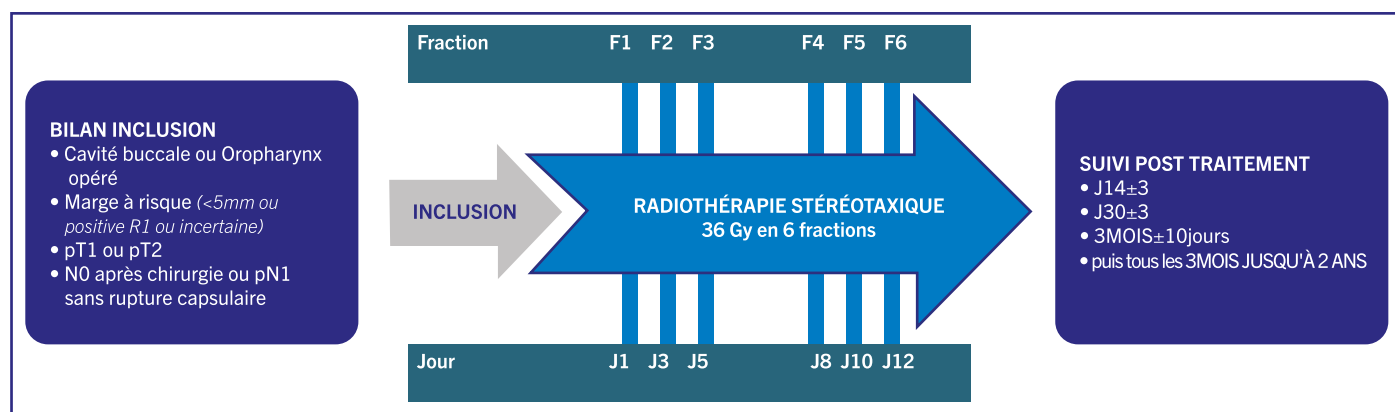 BILAN INCLUSION
• Cavité buccale ou Oropharynx
opéré
• Marge à risque (<5mm ou
positive R1 ou incertaine)
• pT1 ou pT2
• N0 après chirurgie ou pN1
sans rupture capsulaire
INCLUSION
Fraction F1 F2 F3 F4 F5 F6
RADIOTHÉRAPIE STÉRÉOTAXIQUE
36 Gy en 6 fractions
Jour J1 J3 J5 J8 J10 J12
SUIVI POST TRAITEMENT
• J14±3
• J30±3
• 3MOIS±10jours
• puis tous les 3MOIS JUSQU'À 2 ANS